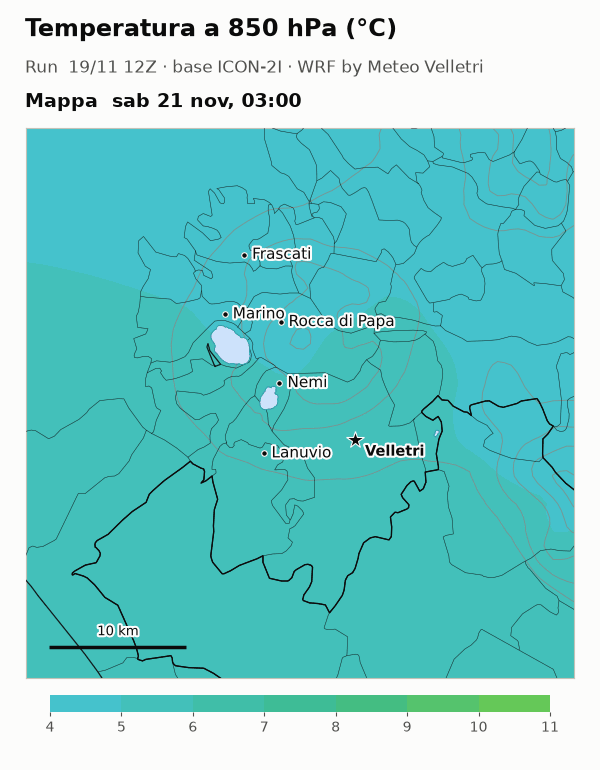 Temperatura a 850 hPa (°C)
Run  19/11 12Z · base ICON-2I · WRF by Meteo Velletri
Mappa  sab 21 nov, 03:00
Frascati
Marino
Rocca di Papa
Nemi
Velletri
Lanuvio
10 km
4 5 6 7 8 9 10 11